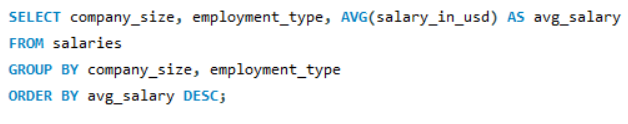 SELECT company_size, employment_type, AVG(salary_in_usd) AS avg_salary
FROM salaries
GROUP BY company_size, employment_type
ORDER BY avg_salary DESC;